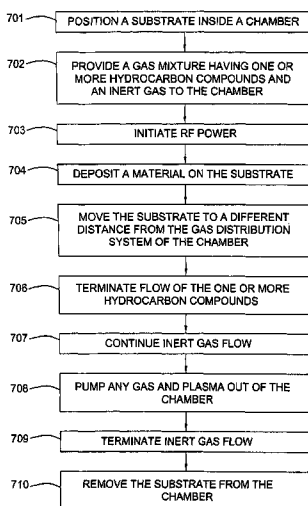 701
POSITION A SUBSTRATE INSIDE A CHAMBER
702
PROVIDE A GAS MIXTURE HAVING ONE OR
MORE HYDROCARBON COMPOUNDS AND
AN INERT GAS TO THE CHAMBER
703
INITIATE RF POWER
704
DEPOSIT A MATERIAL ON THE SUBSTRATE
705
MOVE THE SUBSTRATE TO A DIFFERENT
DISTANCE FROM THE GAS DISTRIBUTION
SYSTEM OF THE CHAMBER
706
TERMINATE FLOW OF THE ONE OR MORE
HYDROCARBON COMPOUNDS
707
CONTINUE INERT GAS FLOW
708
PUMP ANY GAS AND PLASMA OUT OF THE
CHAMBER
709
TERMINATE INERT GAS FLOW
710
REMOVE THE SUBSTRATE FROM THE
CHAMBER